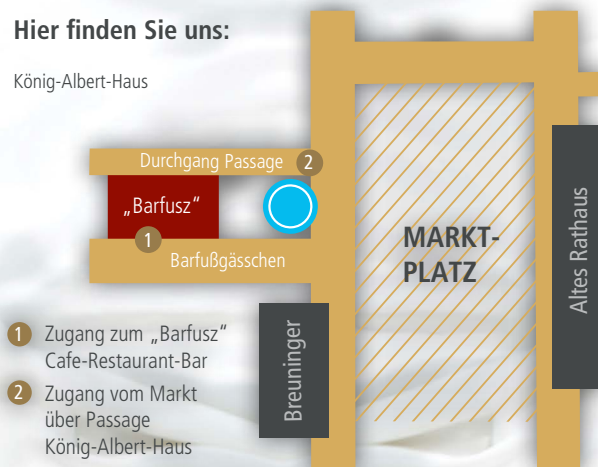 Hier finden Sie uns:
König-Albert-Haus
Durchgang Passage 2
„Barfusz“
1
Barfußgässchen
MARKT-
PLATZ
Altes Rathaus
Breuninger
1 Zugang zum „Barfusz“
Cafe-Restaurant-Bar
2 Zugang vom Markt
über Passage
König-Albert-Haus